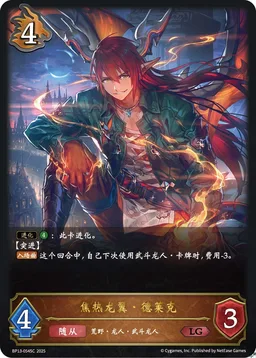 4
进化 4 ：此卡进化。
【突进】
入场曲 这个回合中,自己下次使用武斗龙人·卡牌时,费用-3。
焦热龙翼·德莱克
4
随从
荒野·龙人·武斗龙人
LG
3
BP13-054SC 2025
© Cygames, Inc. Published by NetEase Games